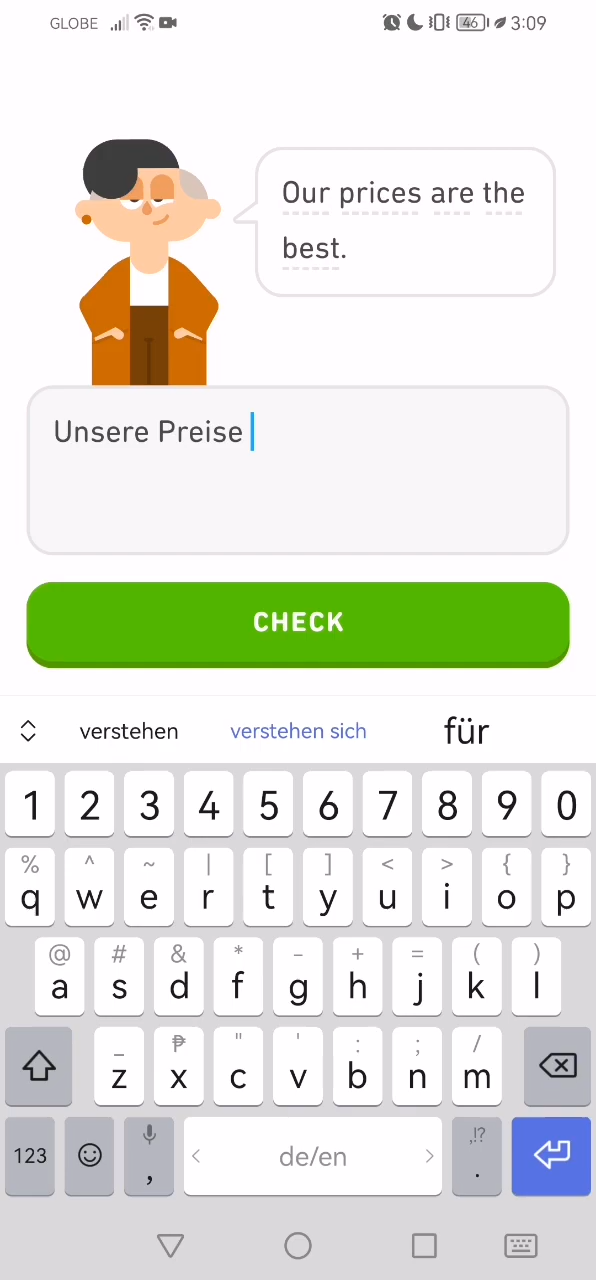 GLOBE 46 3:09
Our prices are the
best.
Unsere Preise
CHECK
verstehen verstehen sich für
1 2 3 4 5 6 7 8 9 0
% ^ ~ | [ ] < > { }
q w e r t y u i o p
@ # & * - + = ( )
a s d f g h j k l
_ ₱ " ' : ; /
z x c v b n m
,!?
123 , < de/en > .